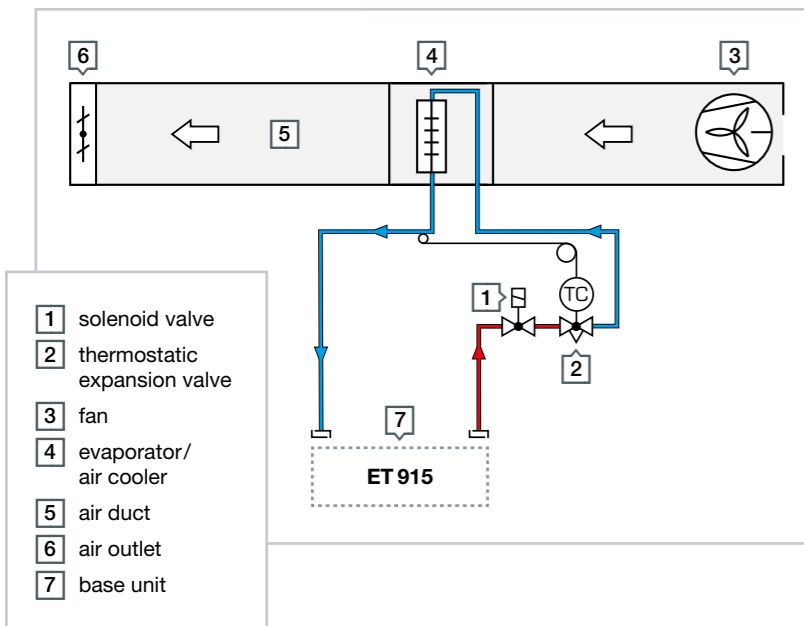 6
4
3
5
1
TC
2
7
ET 915
1 solenoid valve
2 thermostatic
expansion valve
3 fan
4 evaporator/
air cooler
5 air duct
6 air outlet
7 base unit